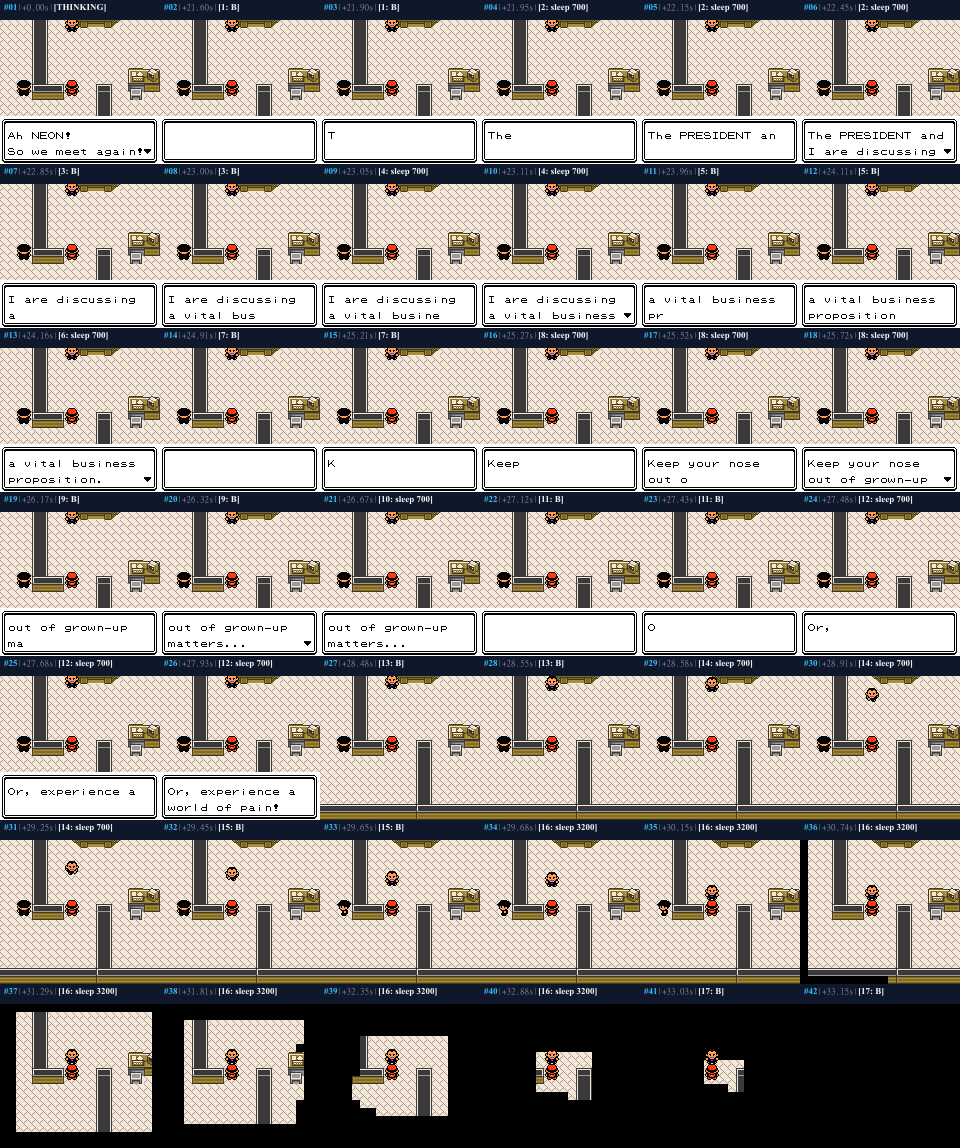 #01|+0.00s|[THINKING]
#02|+21.60s|[1: B]
#03|+21.90s|[1: B]
#04|+21.95s|[2: sleep 700]
#05|+22.15s|[2: sleep 700]
#06|+22.45s|[2: sleep 700]
Ah NEON!
So we meet again!
T
The
The PRESIDENT an
The PRESIDENT and
I are discussing
#07|+22.85s|[3: B]
#08|+23.00s|[3: B]
#09|+23.05s|[4: sleep 700]
#10|+23.11s|[4: sleep 700]
#11|+23.96s|[5: B]
#12|+24.11s|[5: B]
I are discussing
a
I are discussing
a vital bus
I are discussing
a vital busine
I are discussing
a vital business
a vital business
pr
a vital business
proposition
#13|+24.16s|[6: sleep 700]
#14|+24.91s|[7: B]
#15|+25.21s|[7: B]
#16|+25.27s|[8: sleep 700]
#17|+25.52s|[8: sleep 700]
#18|+25.72s|[8: sleep 700]
a vital business
proposition.
K
Keep
Keep your nose
out o
Keep your nose
out of grown-up
#19|+26.17s|[9: B]
#20|+26.32s|[9: B]
#21|+26.67s|[10: sleep 700]
#22|+27.12s|[11: B]
#23|+27.43s|[11: B]
#24|+27.48s|[12: sleep 700]
out of grown-up
ma
out of grown-up
matters...
out of grown-up
matters...
O
Or,
#25|+27.68s|[12: sleep 700]
#26|+27.93s|[12: sleep 700]
#27|+28.48s|[13: B]
#28|+28.55s|[13: B]
#29|+28.58s|[14: sleep 700]
#30|+28.91s|[14: sleep 700]
Or, experience a
Or, experience a
world of pain!
#31|+29.25s|[14: sleep 700]
#32|+29.45s|[15: B]
#33|+29.65s|[15: B]
#34|+29.68s|[16: sleep 3200]
#35|+30.15s|[16: sleep 3200]
#36|+30.74s|[16: sleep 3200]
#37|+31.29s|[16: sleep 3200]
#38|+31.81s|[16: sleep 3200]
#39|+32.35s|[16: sleep 3200]
#40|+32.88s|[16: sleep 3200]
#41|+33.03s|[17: B]
#42|+33.15s|[17: B]